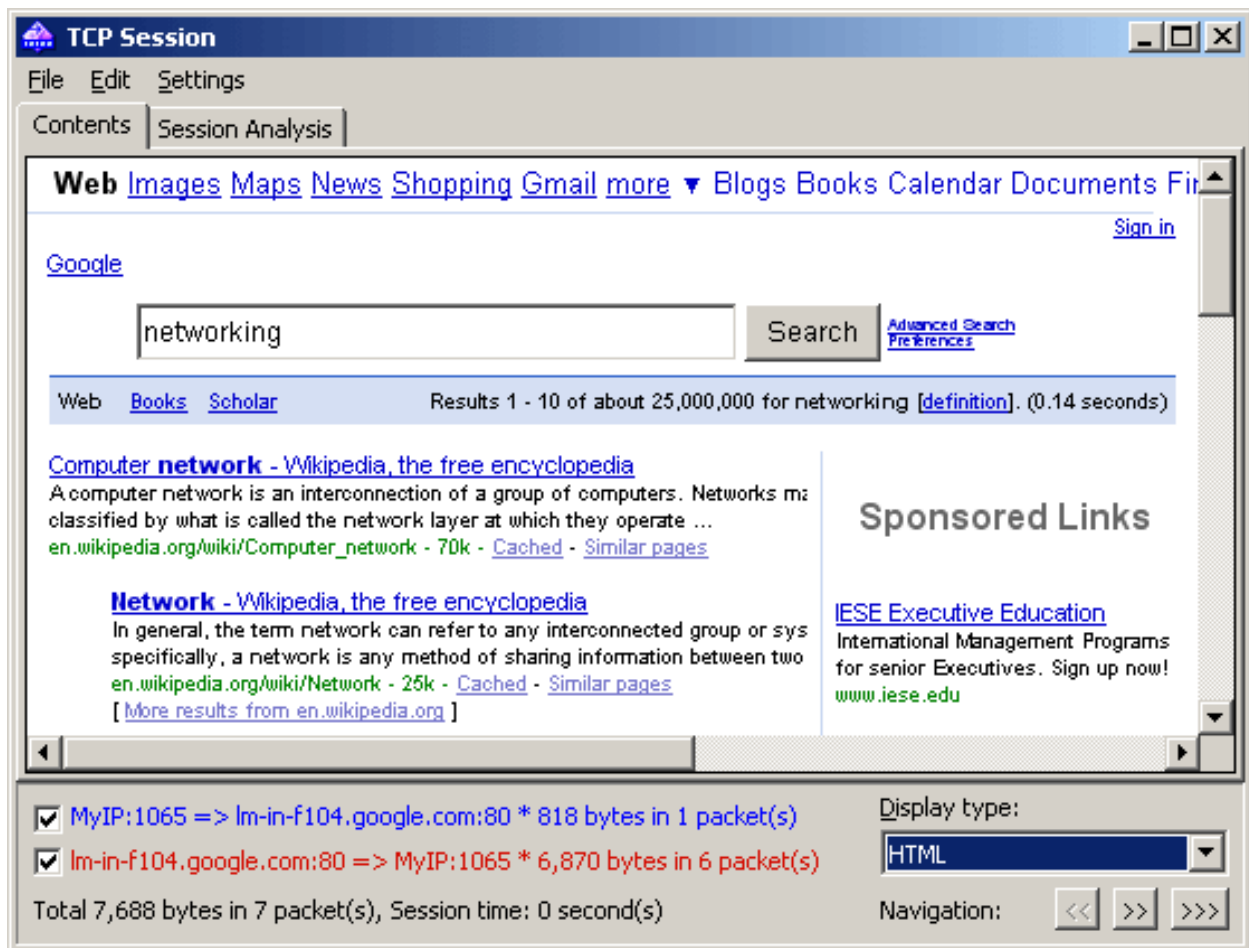 TCP Session
File Edit Settings
Contents Session Analysis
Web Images Maps News Shopping Gmail more ▼ Blogs Books Calendar Documents Fir
Sign in
Google
networking Search Advanced Search
Preferences
Web Books Scholar Results 1 - 10 of about 25,000,000 for networking [definition]. (0.14 seconds)
Computer network - Wikipedia, the free encyclopedia
A computer network is an interconnection of a group of computers. Networks ma
classified by what is called the network layer at which they operate ...
en.wikipedia.org/wiki/Computer_network - 70k - Cached - Similar pages
Network - Wikipedia, the free encyclopedia
In general, the term network can refer to any interconnected group or sys
specifically, a network is any method of sharing information between two
en.wikipedia.org/wiki/Network - 25k - Cached - Similar pages
[ More results from en.wikipedia.org ]
Sponsored Links
IESE Executive Education
International Management Programs
for senior Executives. Sign up now!
www.iese.edu
MyIP:1065 => lm-in-f104.google.com:80 * 818 bytes in 1 packet(s)
lm-in-f104.google.com:80 => MyIP:1065 * 6,870 bytes in 6 packet(s)
Total 7,688 bytes in 7 packet(s), Session time: 0 second(s)
Display type:
HTML
Navigation: << >> >>>